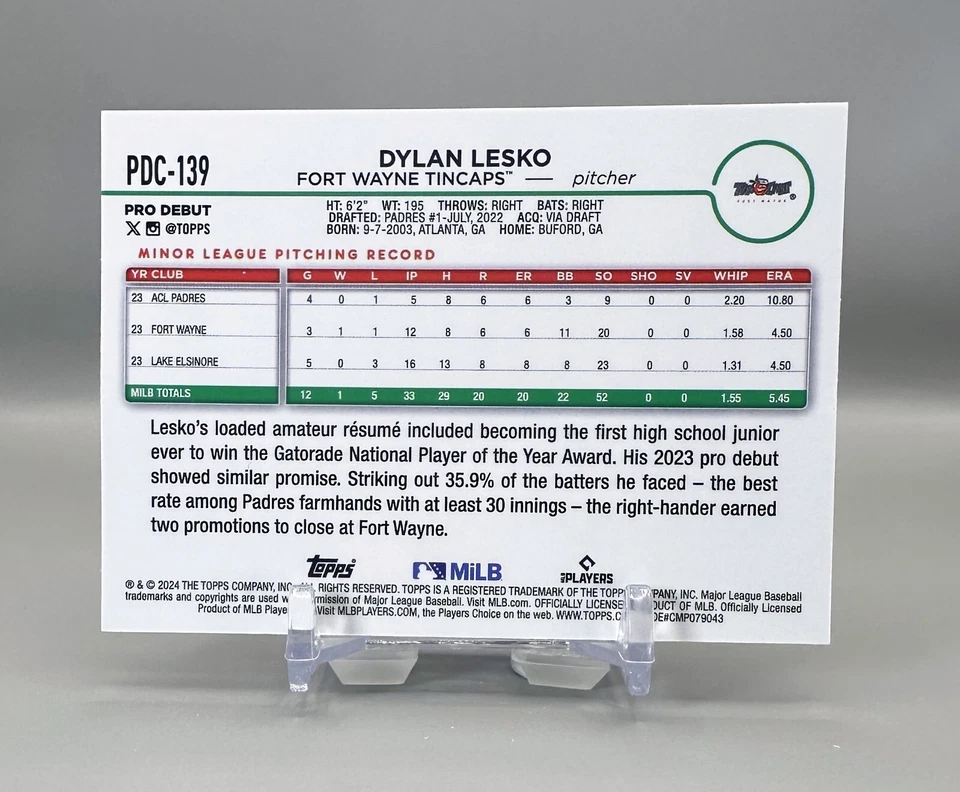 PDC-139
DYLAN LESKO
FORT WAYNE TINCAPS™ — pitcher
TinCaps
FORT WAYNE ®
PRO DEBUT
X @TOPPS
HT: 6'2" WT: 195 THROWS: RIGHT BATS: RIGHT
DRAFTED: PADRES #1-JULY, 2022 ACQ: VIA DRAFT
BORN: 9-7-2003, ATLANTA, GA HOME: BUFORD, GA
MINOR LEAGUE PITCHING RECORD
YR CLUB G W L IP H R ER BB SO SHO SV WHIP ERA
23 ACL PADRES 4 0 1 5 8 6 6 3 9 0 0 2.20 10.80
23 FORT WAYNE 3 1 1 12 8 6 6 11 20 0 0 1.58 4.50
23 LAKE ELSINORE 5 0 3 16 13 8 8 8 23 0 0 1.31 4.50
MILB TOTALS 12 1 5 33 29 20 20 22 52 0 0 1.55 5.45
Lesko's loaded amateur résumé included becoming the first high school junior
ever to win the Gatorade National Player of the Year Award. His 2023 pro debut
showed similar promise. Striking out 35.9% of the batters he faced – the best
rate among Padres farmhands with at least 30 innings – the right-hander earned
two promotions to close at Fort Wayne.
Topps® MiLB MLB PLAYERS
® & © 2024 THE TOPPS COMPANY, INC. ALL RIGHTS RESERVED. TOPPS IS A REGISTERED TRADEMARK OF THE TOPPS COMPANY, INC. Major League Baseball
trademarks and copyrights are used w permission of Major League Baseball. Visit MLB.com. OFFICIALLY LICENSE PRODUCT OF MLB. Officially Licensed
Product of MLB Playe Visit MLBPLAYERS.COM, the Players Choice on the web. WWW.TOPPS.C DE#CMP079043